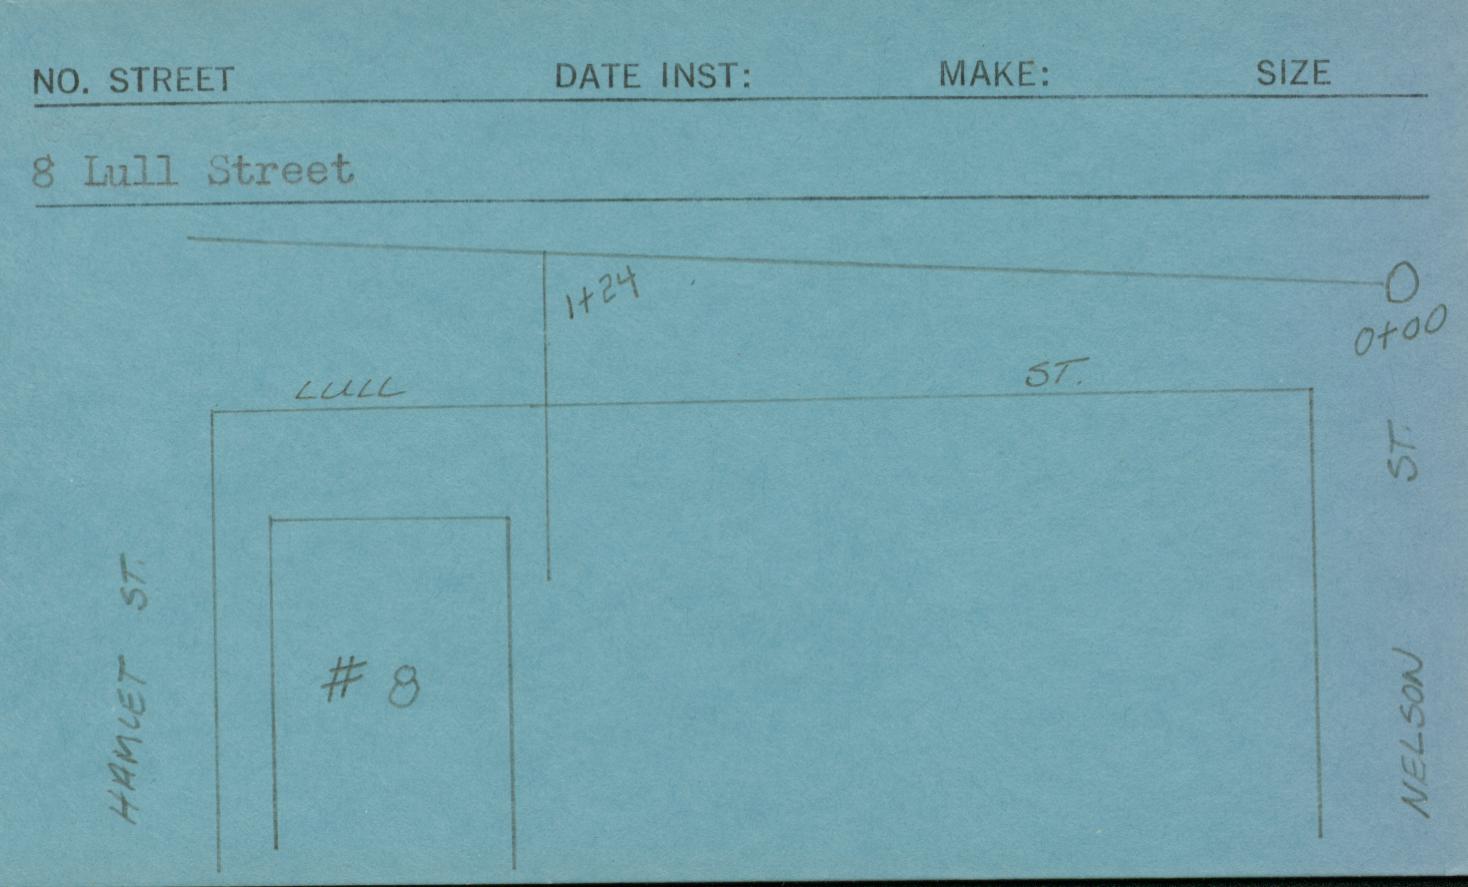 NO. STREET DATE INST: MAKE: SIZE
8 Lull Street
1+24
0+00
LULL ST.
HAMLET ST.
# 8
NELSON ST.